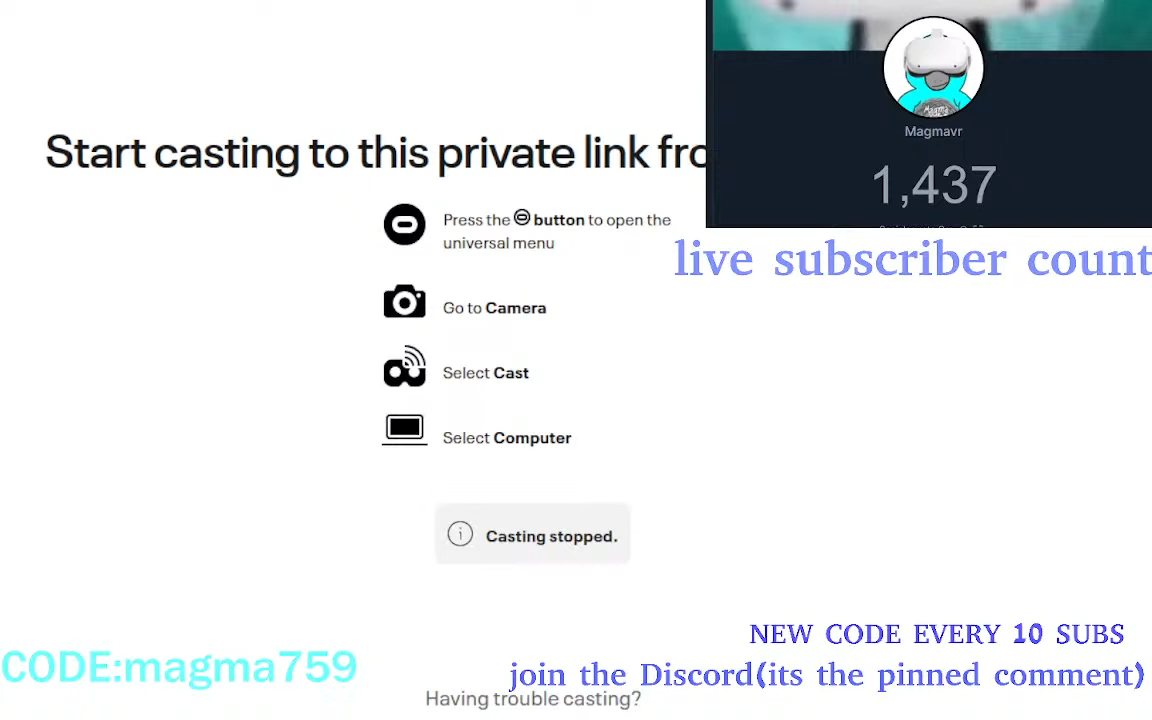 Start casting to this private link fro
Press the button to open the
universal menu
Go to Camera
Select Cast
Select Computer
Casting stopped.
Having trouble casting?
Magma
Magmavr
1,437
live subscriber count
NEW CODE EVERY 10 SUBS
join the Discord(its the pinned comment)
CODE:magma759